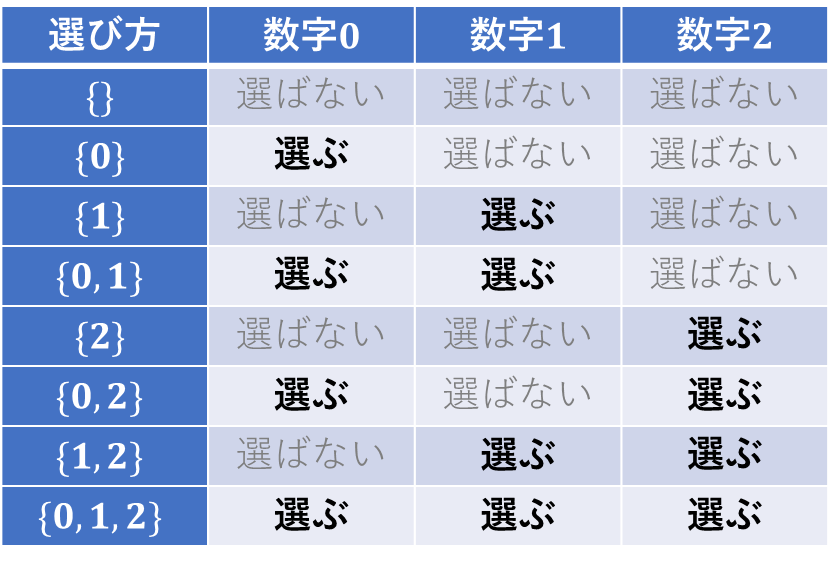 選び方 数字0 数字1 数字2
{} 選ばない 選ばない 選ばない
{0} 選ぶ 選ばない 選ばない
{1} 選ばない 選ぶ 選ばない
{0, 1} 選ぶ 選ぶ 選ばない
{2} 選ばない 選ばない 選ぶ
{0, 2} 選ぶ 選ばない 選ぶ
{1, 2} 選ばない 選ぶ 選ぶ
{0, 1, 2} 選ぶ 選ぶ 選ぶ